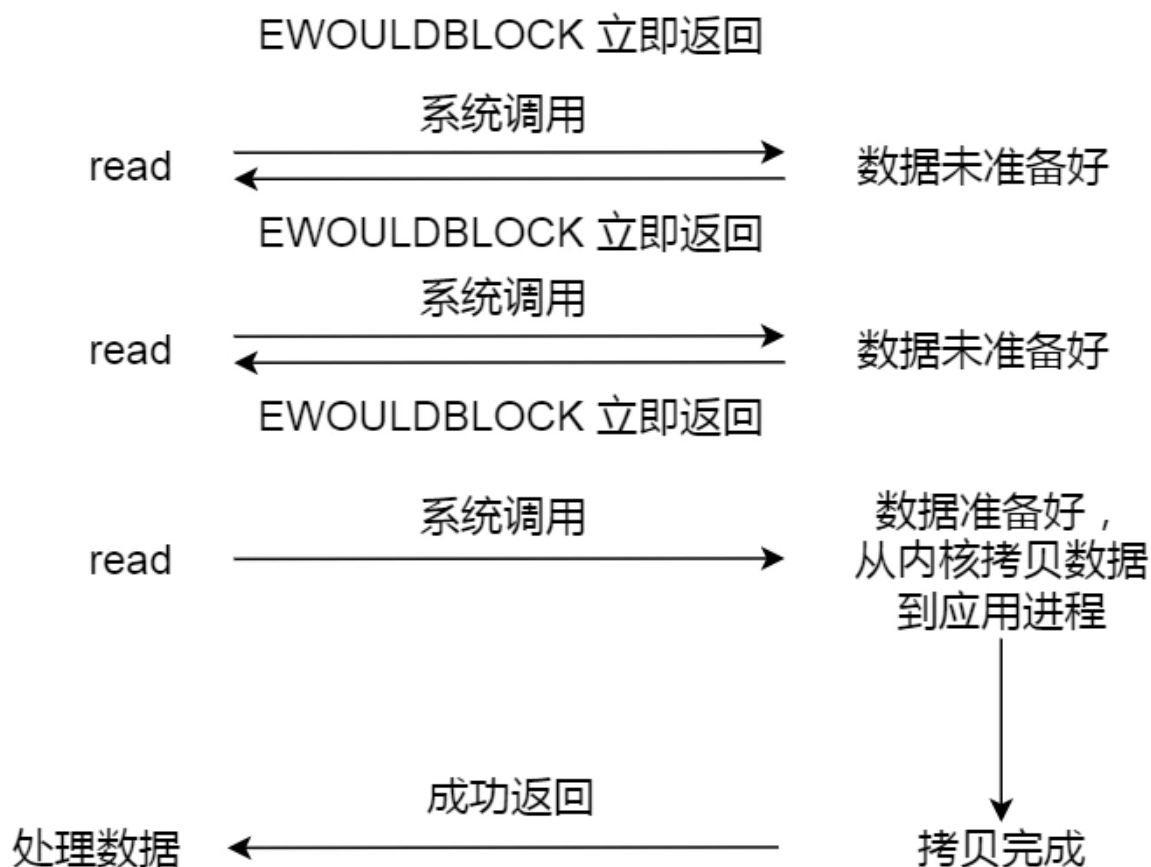 EWOULDBLOCK 立即返回
系统调用
read
数据未准备好
EWOULDBLOCK 立即返回
系统调用
read
数据未准备好
EWOULDBLOCK 立即返回
系统调用
read
数据准备好，
从内核拷贝数据
到应用进程
成功返回
处理数据
拷贝完成